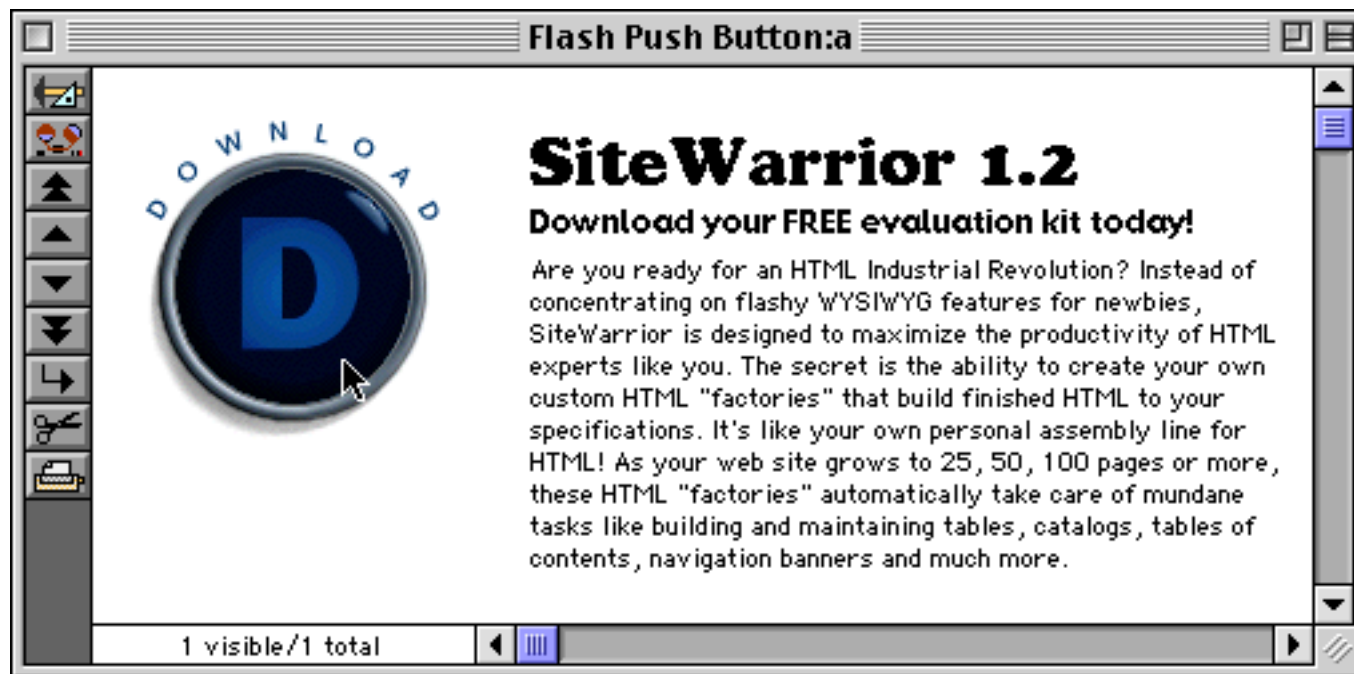 Flash Push Button:a
DOWNLOAD
D
SiteWarrior 1.2
Download your FREE evaluation kit today!
Are you ready for an HTML Industrial Revolution? Instead of
concentrating on flashy WYSIWYG features for newbies,
SiteWarrior is designed to maximize the productivity of HTML
experts like you. The secret is the ability to create your own
custom HTML "factories" that build finished HTML to your
specifications. It's like your own personal assembly line for
HTML! As your web site grows to 25, 50, 100 pages or more,
these HTML "factories" automatically take care of mundane
tasks like building and maintaining tables, catalogs, tables of
contents, navigation banners and much more.
1 visible/1 total